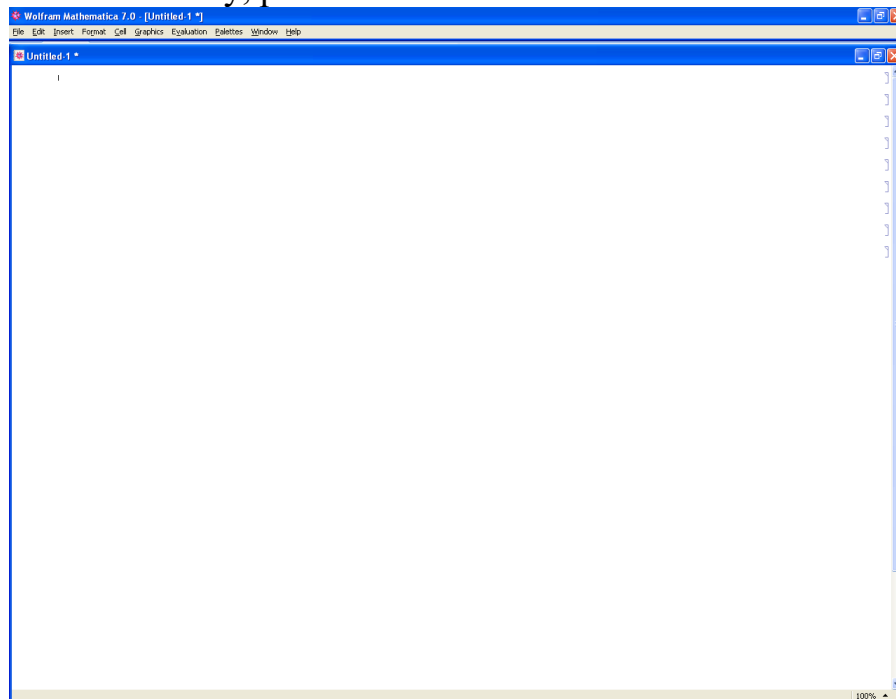 Wolfram Mathematica 7.0 - [Untitled-1 *]
File Edit Insert Format Cell Graphics Evaluation Palettes Window Help
Untitled-1 *
100%